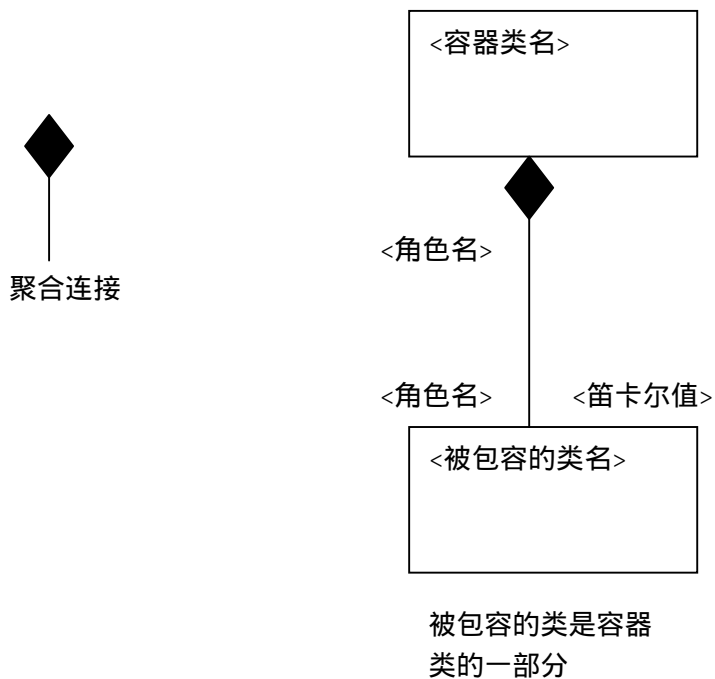 <容器类名>
<角色名>
聚合连接
<角色名>
<笛卡尔值>
<被包容的类名>
被包容的类是容器
类的一部分